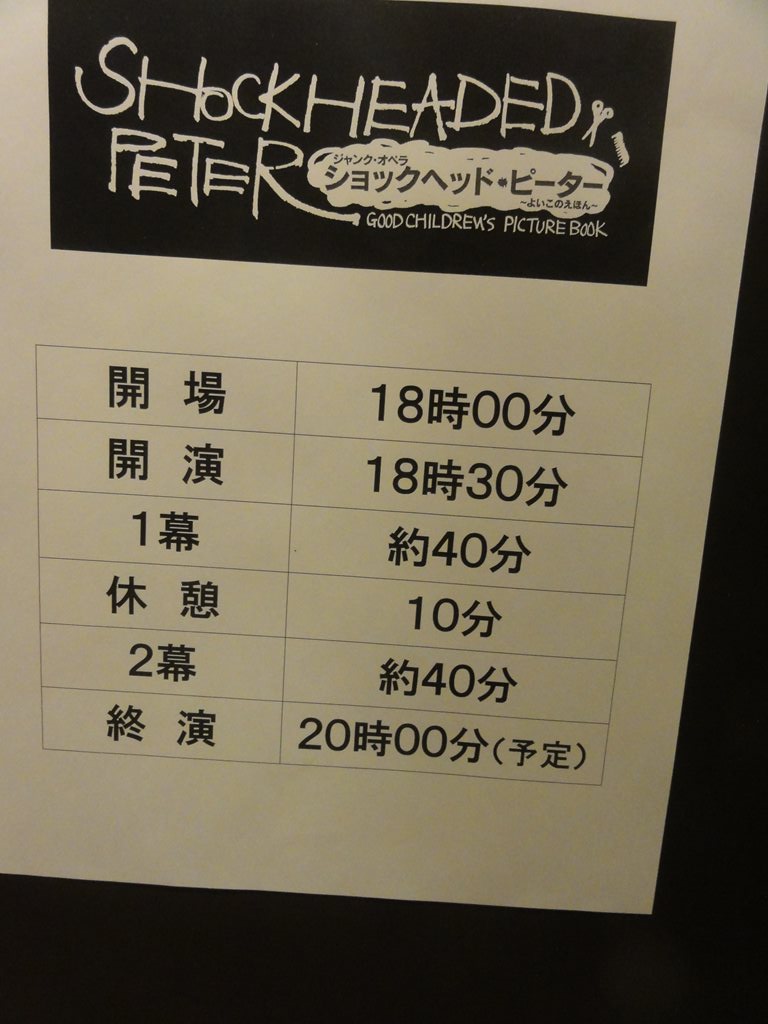 SHOCKHEADED
PETER
ジャンク・オペラ
ショックヘッド・ピーター
~よいこのえほん~
GOOD CHILDREN'S PICTURE BOOK
開 場 18時00分
開 演 18時30分
1幕 約40分
休 憩 10分
2幕 約40分
終 演 20時00分(予定)